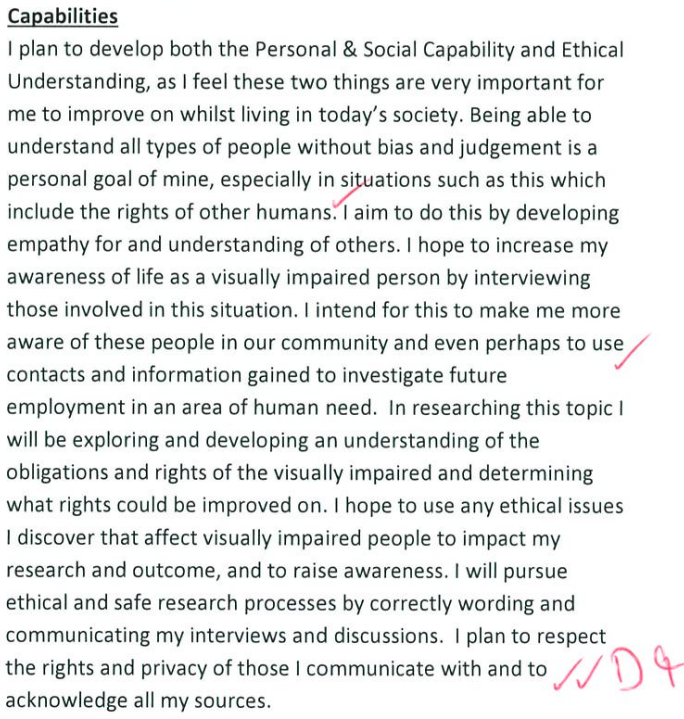 Capabilities
I plan to develop both the Personal & Social Capability and Ethical
Understanding, as I feel these two things are very important for
me to improve on whilst living in today's society. Being able to
understand all types of people without bias and judgement is a
personal goal of mine, especially in situations such as this which
include the rights of other humans. I aim to do this by developing
empathy for and understanding of others. I hope to increase my
awareness of life as a visually impaired person by interviewing
those involved in this situation. I intend for this to make me more
aware of these people in our community and even perhaps to use
contacts and information gained to investigate future
employment in an area of human need.  In researching this topic I
will be exploring and developing an understanding of the
obligations and rights of the visually impaired and determining
what rights could be improved on. I hope to use any ethical issues
I discover that affect visually impaired people to impact my
research and outcome, and to raise awareness. I will pursue
ethical and safe research processes by correctly wording and
communicating my interviews and discussions.  I plan to respect
the rights and privacy of those I communicate with and to
acknowledge all my sources.